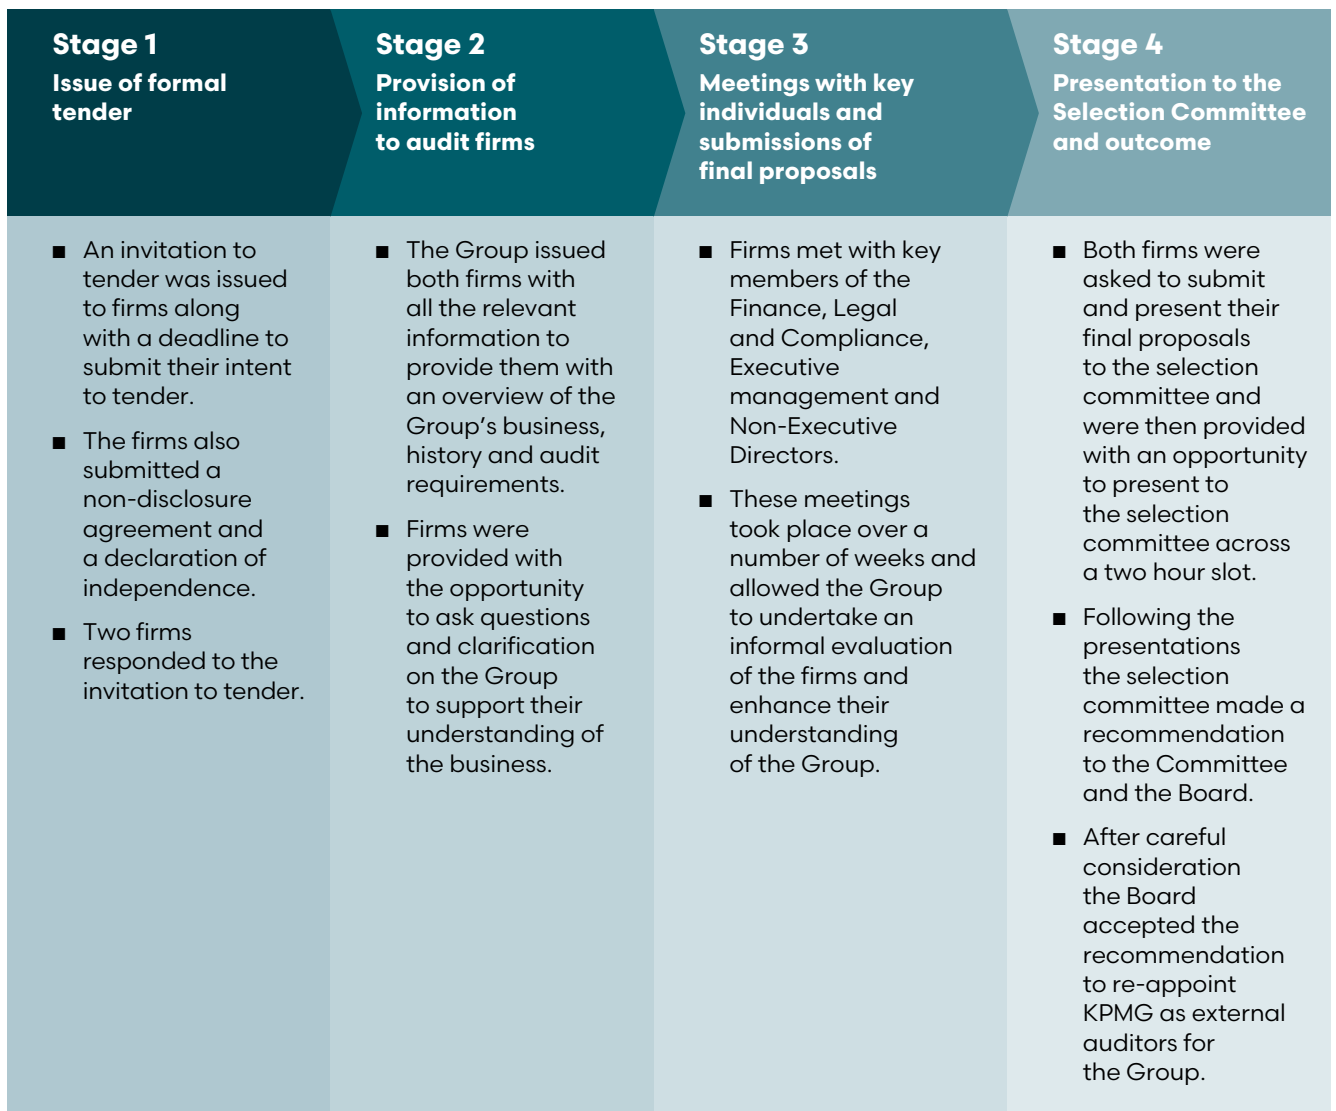 Stage 1
Issue of formal
tender
■ An invitation to
tender was issued
to firms along
with a deadline to
submit their intent
to tender.
■ The firms also
submitted a
non-disclosure
agreement and
a declaration of
independence.
■ Two firms
responded to the
invitation to tender.
Stage 2
Provision of
information
to audit firms
■ The Group issued
both firms with
all the relevant
information to
provide them with
an overview of the
Group’s business,
history and audit
requirements.
■ Firms were
provided with
the opportunity
to ask questions
and clarification
on the Group
to support their
understanding of
the business.
Stage 3
Meetings with key
individuals and
submissions of
final proposals
■ Firms met with key
members of the
Finance, Legal
and Compliance,
Executive
management and
Non-Executive
Directors.
■ These meetings
took place over a
number of weeks and
allowed the Group
to undertake an
informal evaluation
of the firms and
enhance their
understanding
of the Group.
Stage 4
Presentation to the
Selection Committee
and outcome
■ Both firms were
asked to submit
and present their
final proposals
to the selection
committee and
were then provided
with an opportunity
to present to
the selection
committee across
a two hour slot.
■ Following the
presentations
the selection
committee made a
recommendation
to the Committee
and the Board.
■ After careful
consideration
the Board
accepted the
recommendation
to re-appoint
KPMG as external
auditors for
the Group.